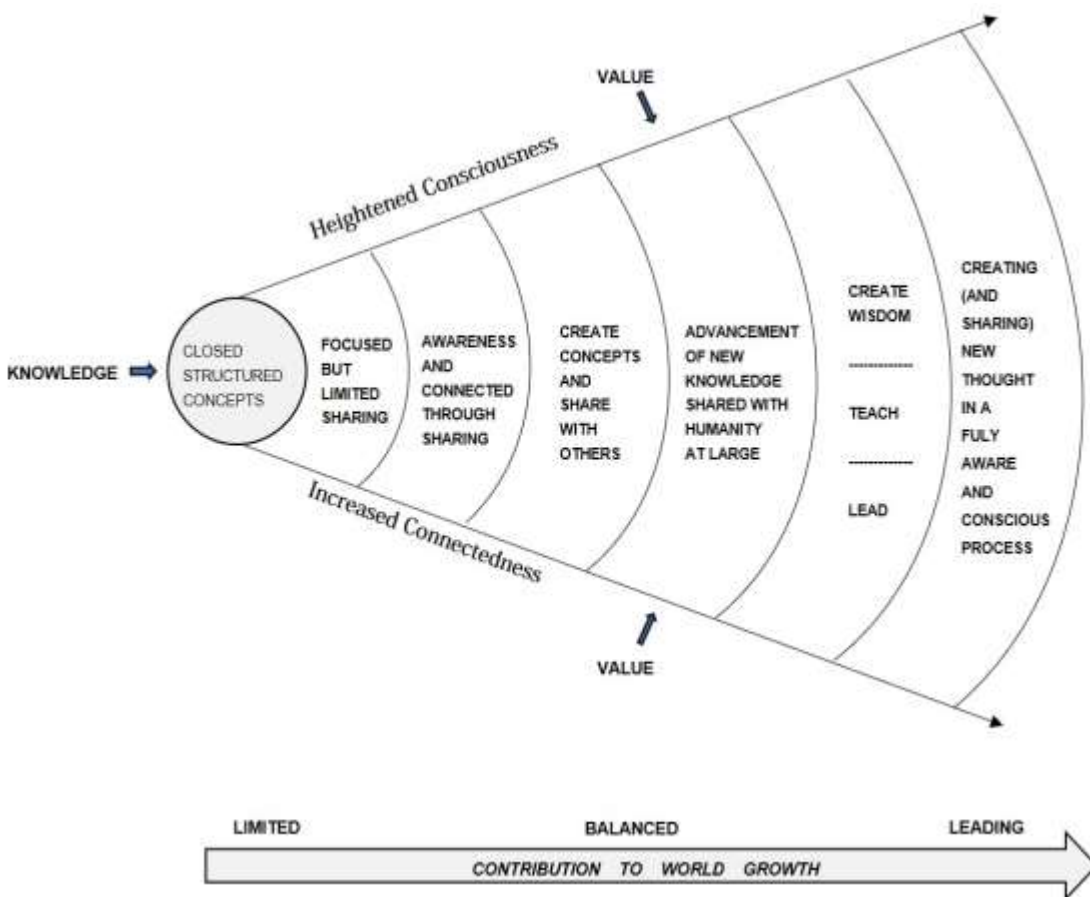 VALUE
Heightened Consciousness
KNOWLEDGE
CLOSED
STRUCTURED
CONCEPTS
FOCUSED
BUT
LIMITED
SHARING
AWARENESS
AND
CONNECTED
THROUGH
SHARING
CREATE
CONCEPTS
AND
SHARE
WITH
OTHERS
ADVANCEMENT
OF NEW
KNOWLEDGE
SHARED WITH
HUMANITY
AT LARGE
CREATE
WISDOM
-------------
TEACH
-------------
LEAD
CREATING
(AND
SHARING)
NEW
THOUGHT
IN A
FULY
AWARE
AND
CONSCIOUS
PROCESS
Increased Connectedness
VALUE
LIMITED BALANCED LEADING
CONTRIBUTION TO WORLD GROWTH